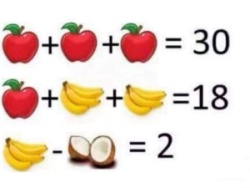 + + = 30
+ + =18
- = 2